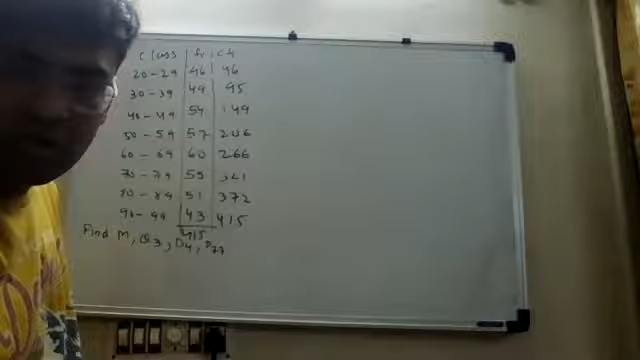 Class fr cf
20-29 46 46
30-39 49 95
40-49 54 149
50-59 57 206
60-69 60 266
70-79 55 321
80-89 51 372
90-99 43 415
415
Find M, Q3, D4, P77